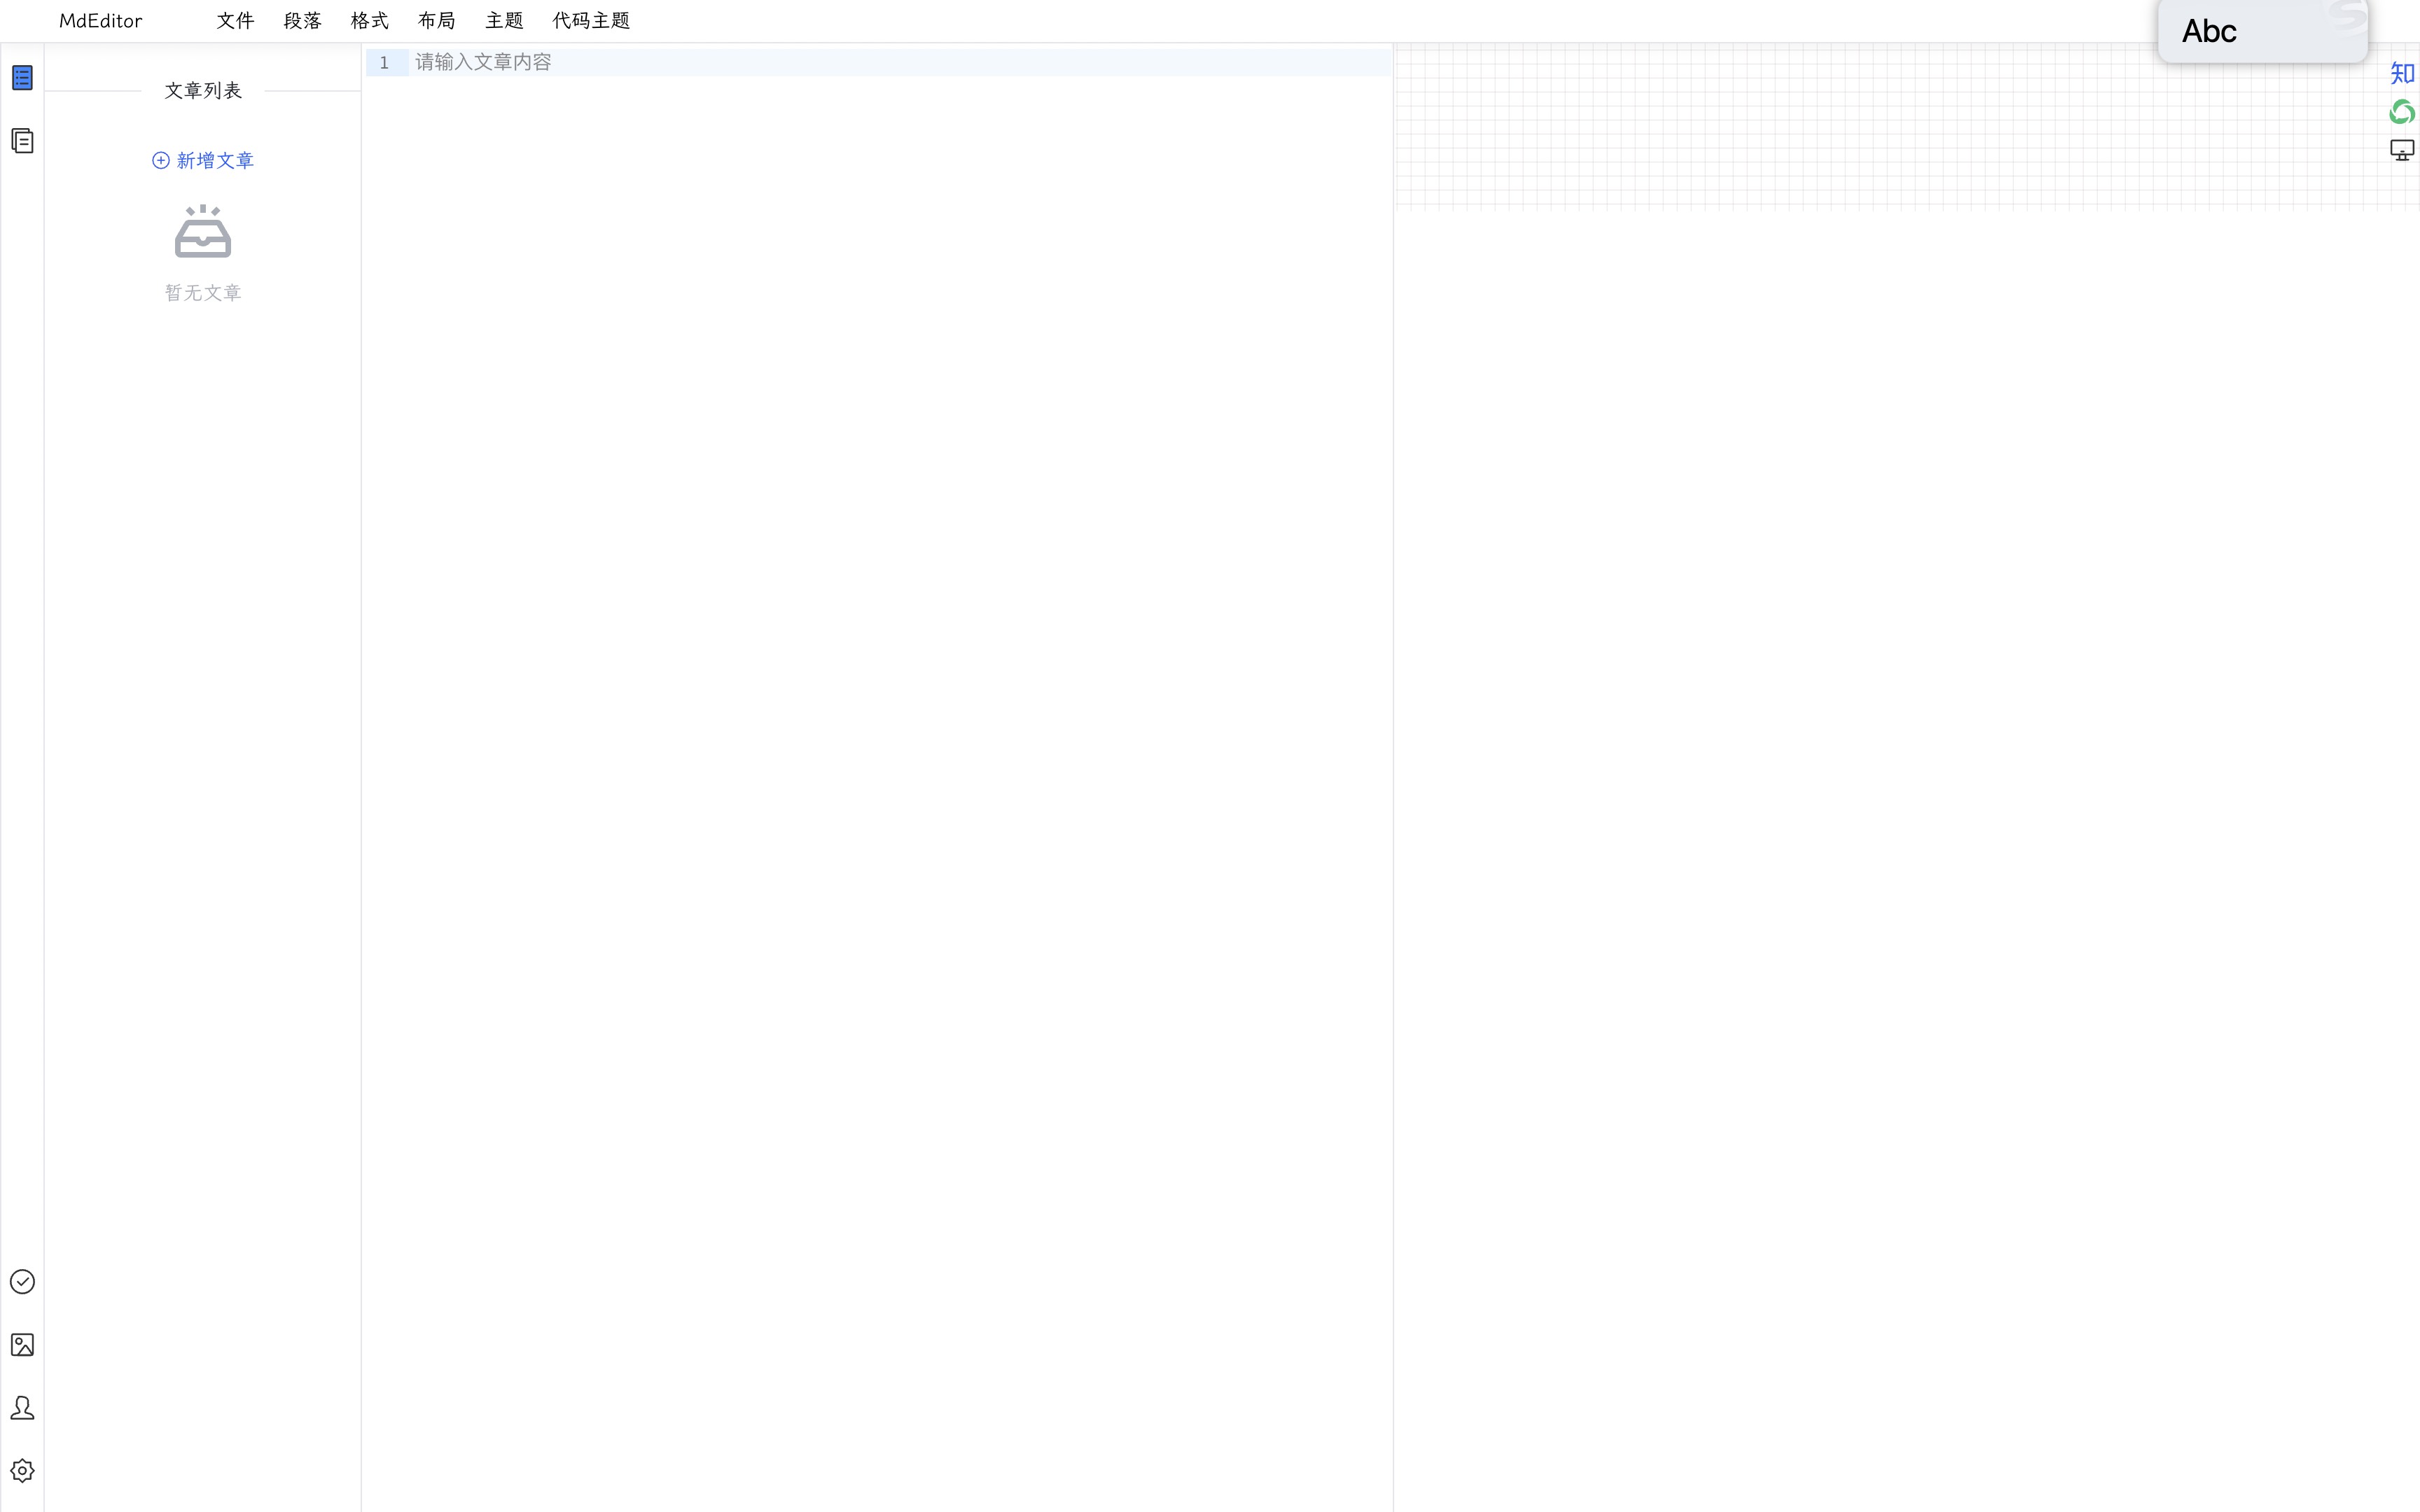 MdEditor 文件 段落 格式 布局 主题 代码主题
Abc
知
文章列表
新增文章
暂无文章
1 请输入文章内容